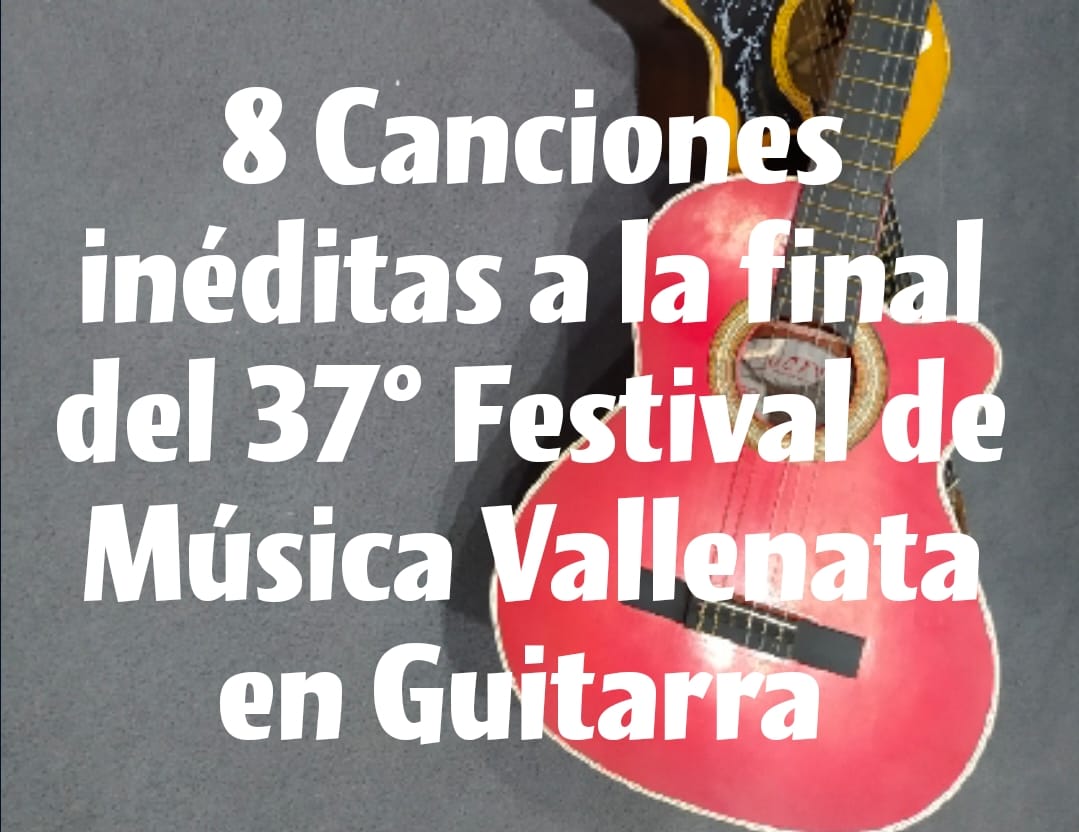 8 Canciones
inéditas a la final
del 37° Festival de
Música Vallenata
en Guitarra